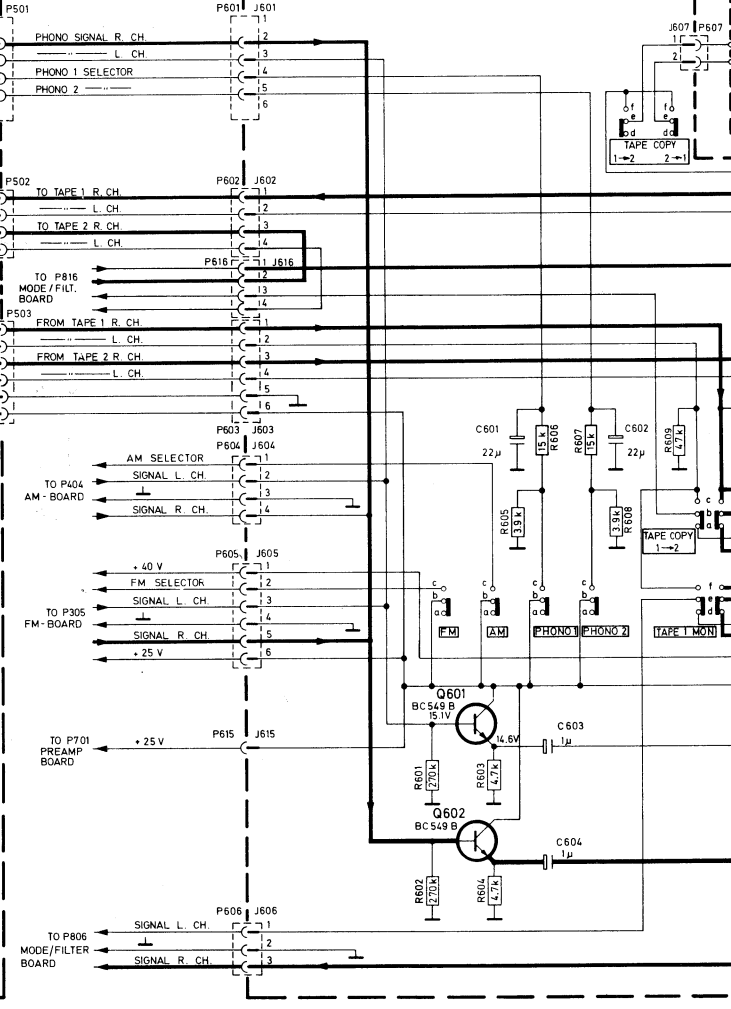 P501
P601 J601
1
PHONO SIGNAL R. CH. 2
—··— L. CH. 3
PHONO 1 SELECTOR 4
PHONO 2 —··— 5
6
J607 P607
1
2
f f
e e
d d
TAPE COPY
1→2 2→1
P502
P602 J602
TO TAPE 1 R. CH. 1
—··— L. CH. 2
TO TAPE 2 R. CH. 3
—··— L. CH. 4
P616 1 J616
2
3
4
TO P816
MODE / FILT.
BOARD
P503
FROM TAPE 1 R. CH. 1
—··— L. CH. 2
FROM TAPE 2 R. CH. 3
—··— L. CH. 4
5
6
P603 J603
P604 J604
AM SELECTOR 1
SIGNAL L. CH. 2
3
SIGNAL R. CH. 4
TO P404
AM - BOARD
C601
22µ
15 k
R606
R607
15 k
C602
22µ
R609
47k
R605
3.9 k
3.9 k
R608
c
b
a
TAPE COPY
1→2
P605 J605
+ 40 V 1
FM SELECTOR 2
SIGNAL L. CH. 3
4
SIGNAL R. CH. 5
+ 25 V 6
TO P305
FM-BOARD
c c c c f
b b b b e
a a a a d
FM AM PHONO 1 PHONO 2 TAPE 1 MON
Q601
BC 549 B
15.1V
14.6V
C603
1µ
TO P701
PREAMP
BOARD
+ 25 V
P615 J615
R601
270 k
R603
4.7k
Q602
BC 549 B
C604
1µ
R602
270k
R604
4.7k
P606 J606
SIGNAL L. CH. 1
2
SIGNAL R. CH. 3
TO P806
MODE/FILTER
BOARD